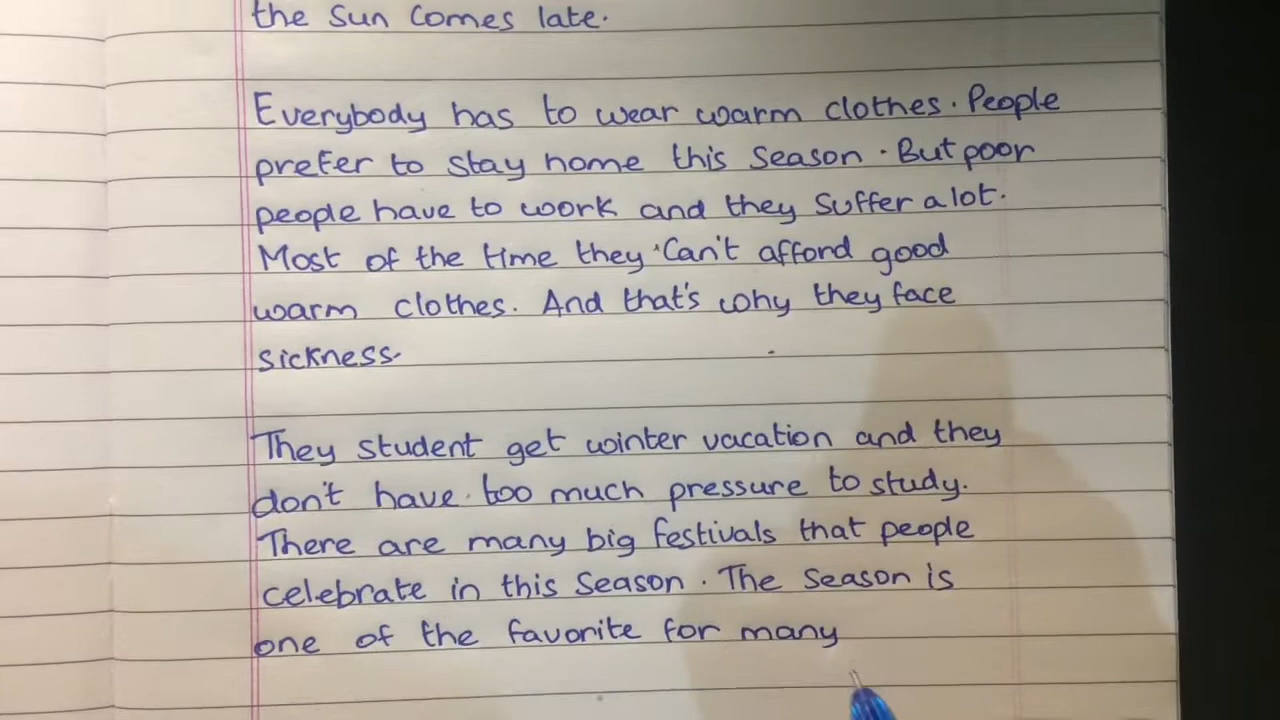 the sun comes late.
Everybody has to wear warm clothes. People
prefer to stay home this season. But poor
people have to work and they suffer a lot.
Most of the time they can't afford good
warm clothes. And that's why they face
sickness.
They student get winter vacation and they
don't have too much pressure to study.
There are many big festivals that people
celebrate in this season. The season is
one of the favorite for many